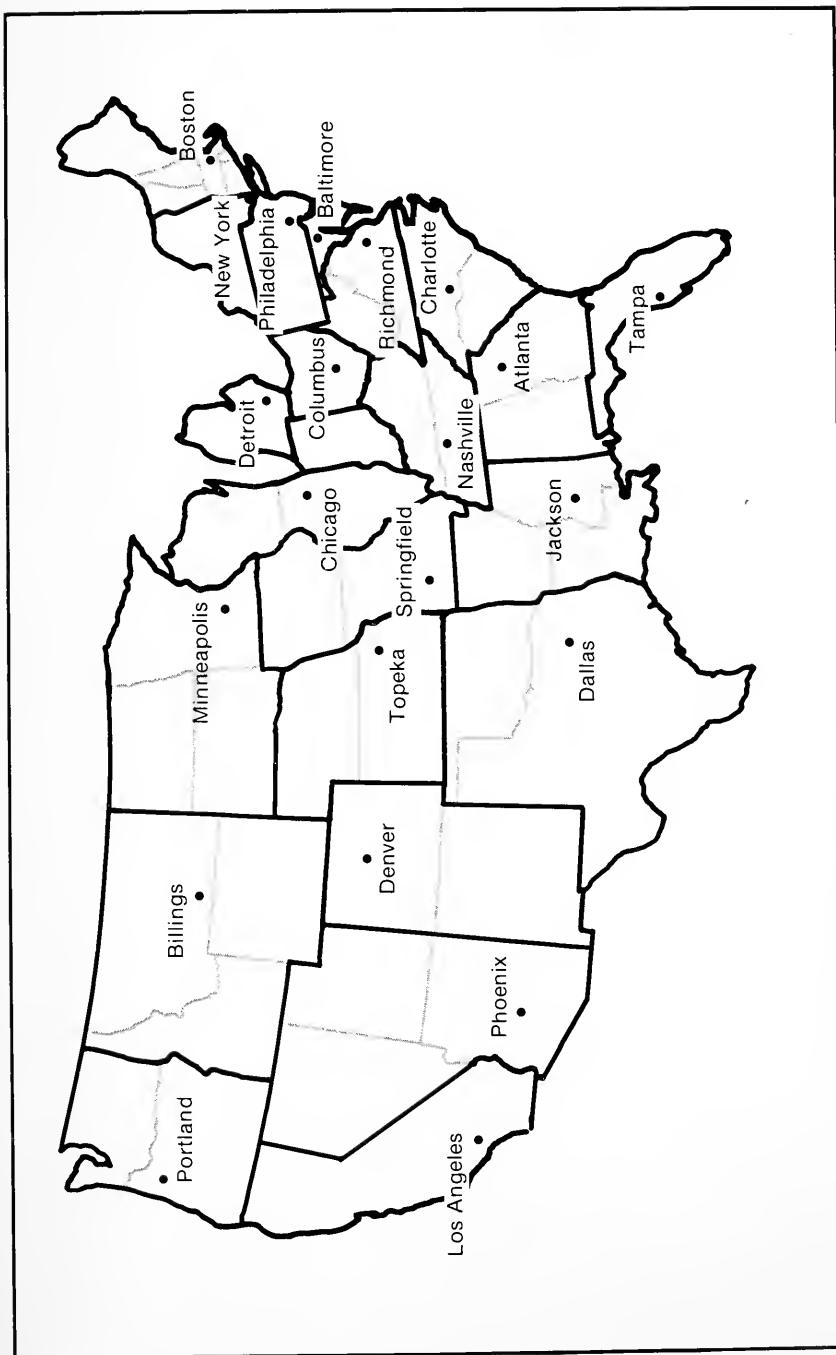 Portland
Billings
Minneapolis
Boston
New York
Philadelphia
Baltimore
Detroit
Columbus
Chicago
Richmond
Charlotte
Springfield
Topeka
Denver
Nashville
Atlanta
Los Angeles
Phoenix
Dallas
Jackson
Tampa